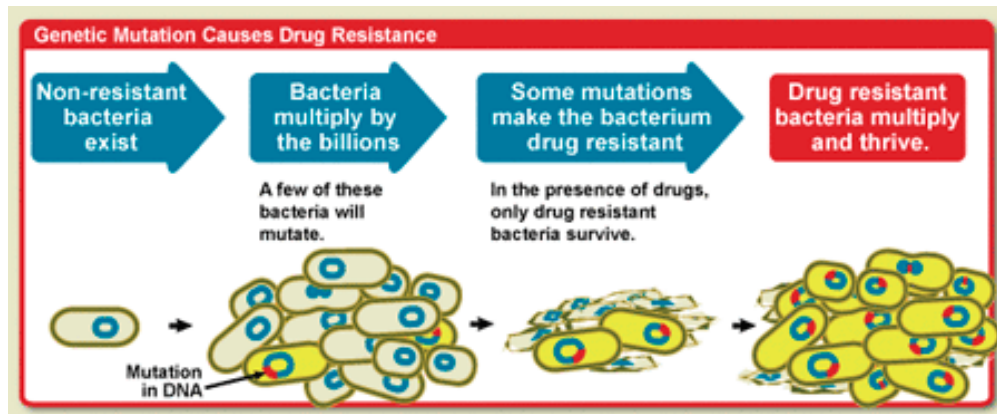 Genetic Mutation Causes Drug Resistance
Non-resistant
bacteria
exist
Bacteria
multiply by
the billions
Some mutations
make the bacterium
drug resistant
Drug resistant
bacteria multiply
and thrive.
A few of these
bacteria will
mutate.
In the presence of drugs,
only drug resistant
bacteria survive.
Mutation
in DNA